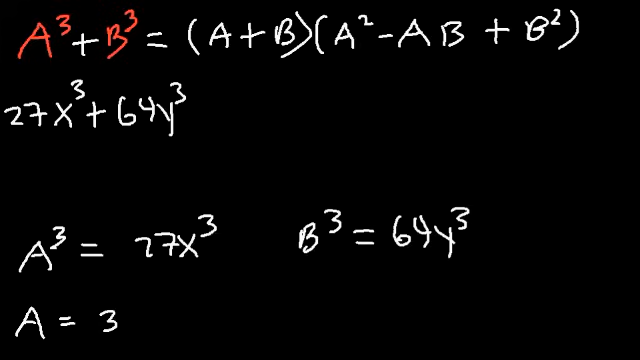 A³ + B³ = (A + B)(A² - AB + B²)
27x³ + 64y³
A³ = 27x³ B³ = 64y³
A = 3